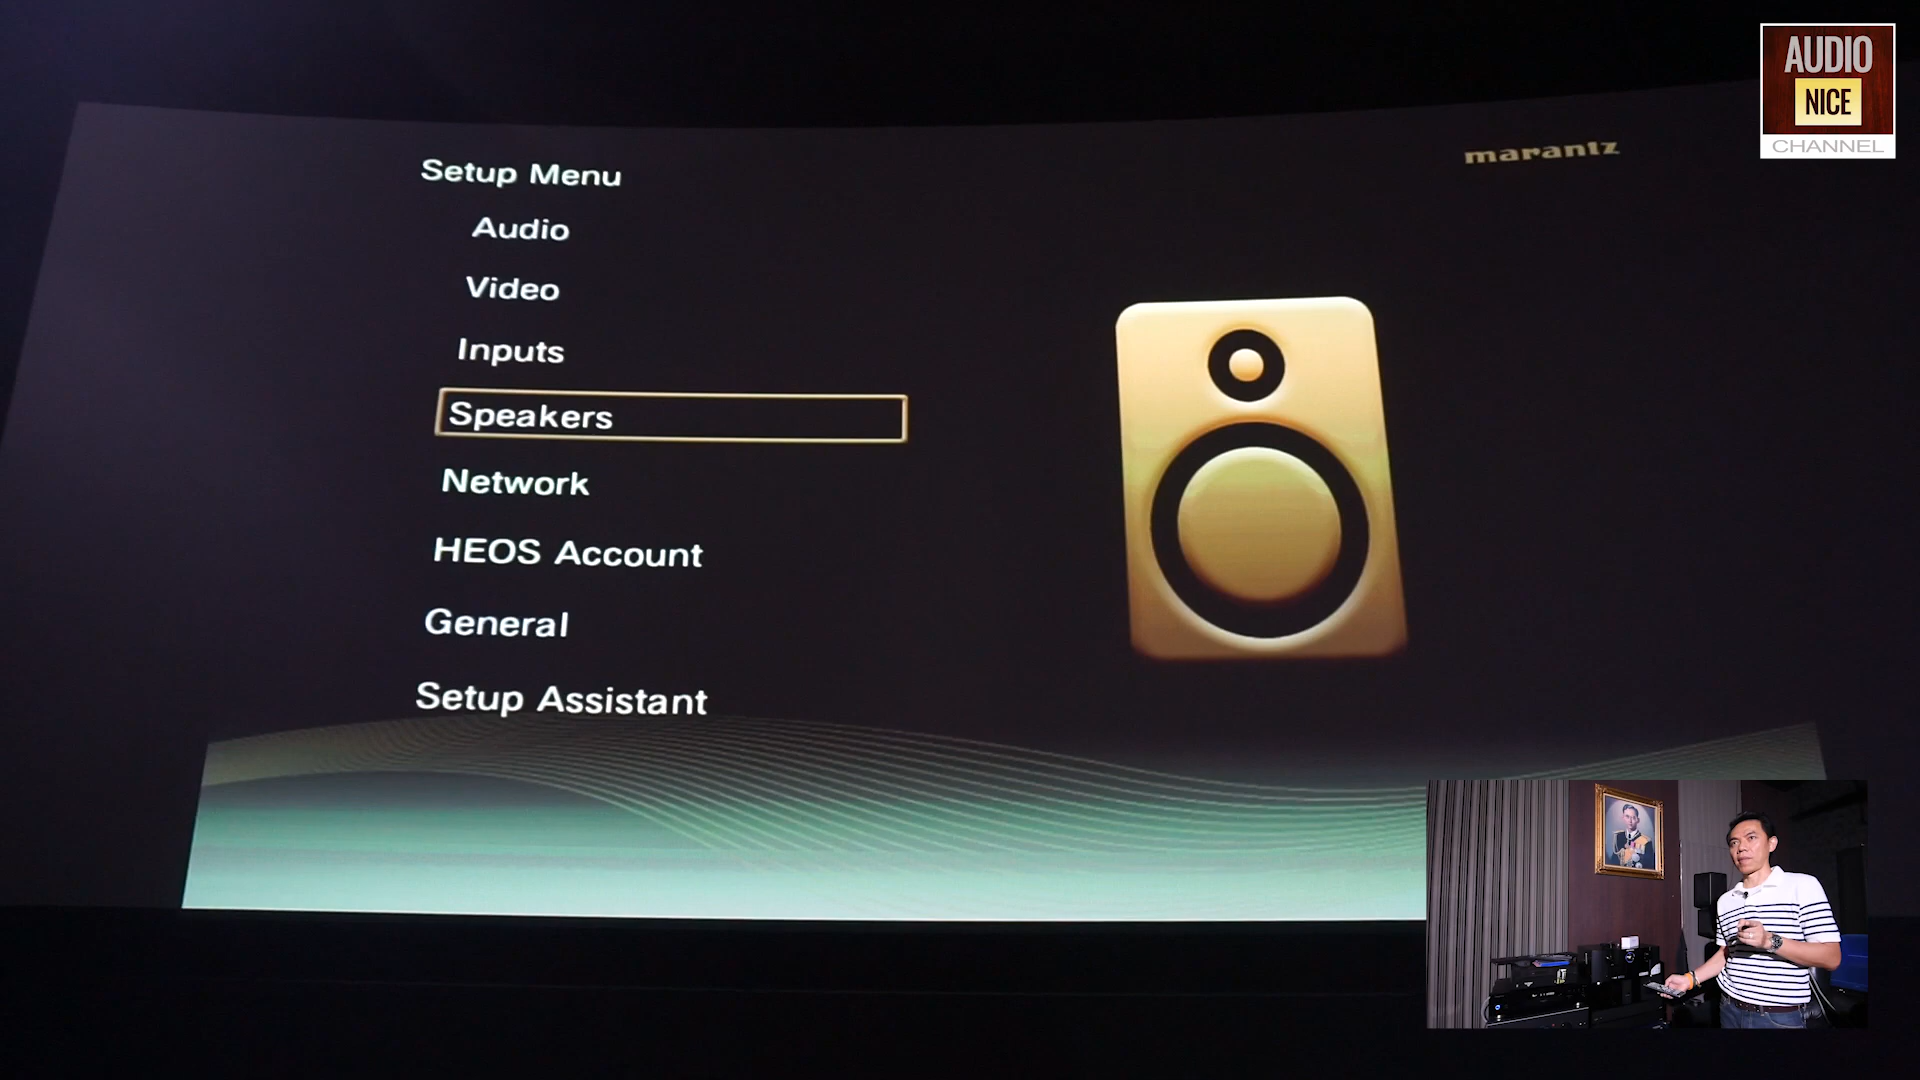 AUDIO
NICE
CHANNEL
marantz
Setup Menu
Audio
Video
Inputs
Speakers
Network
HEOS Account
General
Setup Assistant